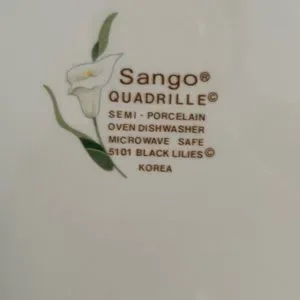 Sango®
QUADRILLE©
SEMI - PORCELAIN
OVEN DISHWASHER
MICROWAVE SAFE
5101 BLACK LILIES©
KOREA